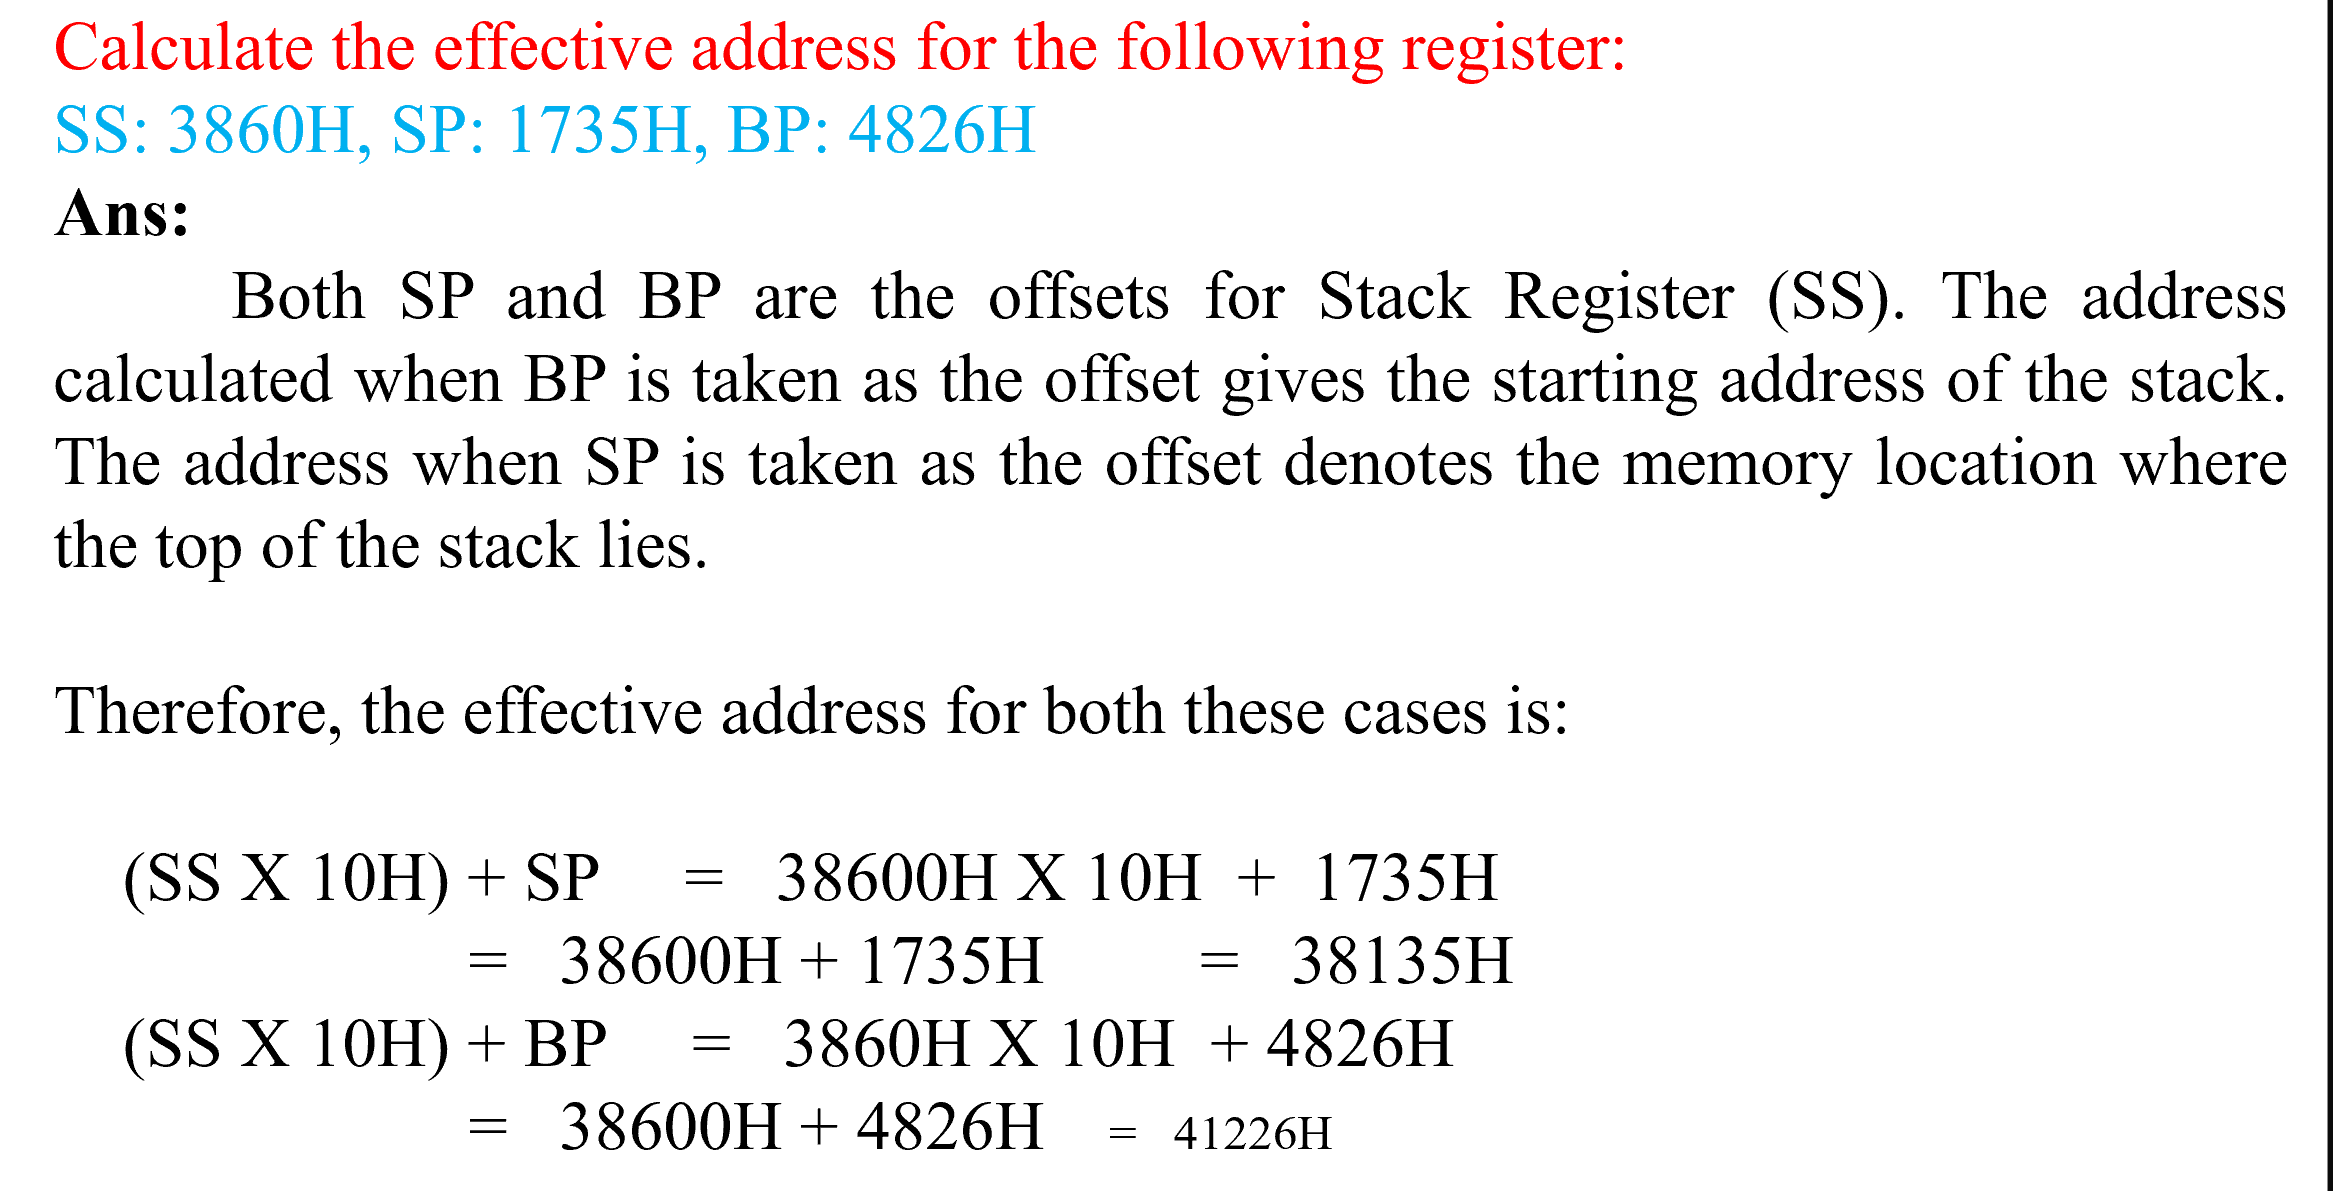 Calculate the effective address for the following register:
SS: 3860H, SP: 1735H, BP: 4826H
Ans:
Both SP and BP are the offsets for Stack Register (SS). The address
calculated when BP is taken as the offset gives the starting address of the stack.
The address when SP is taken as the offset denotes the memory location where
the top of the stack lies.
Therefore, the effective address for both these cases is:
(SS X 10H) + SP = 38600H X 10H + 1735H
= 38600H + 1735H = 38135H
(SS X 10H) + BP = 3860H X 10H + 4826H
= 38600H + 4826H = 41226H